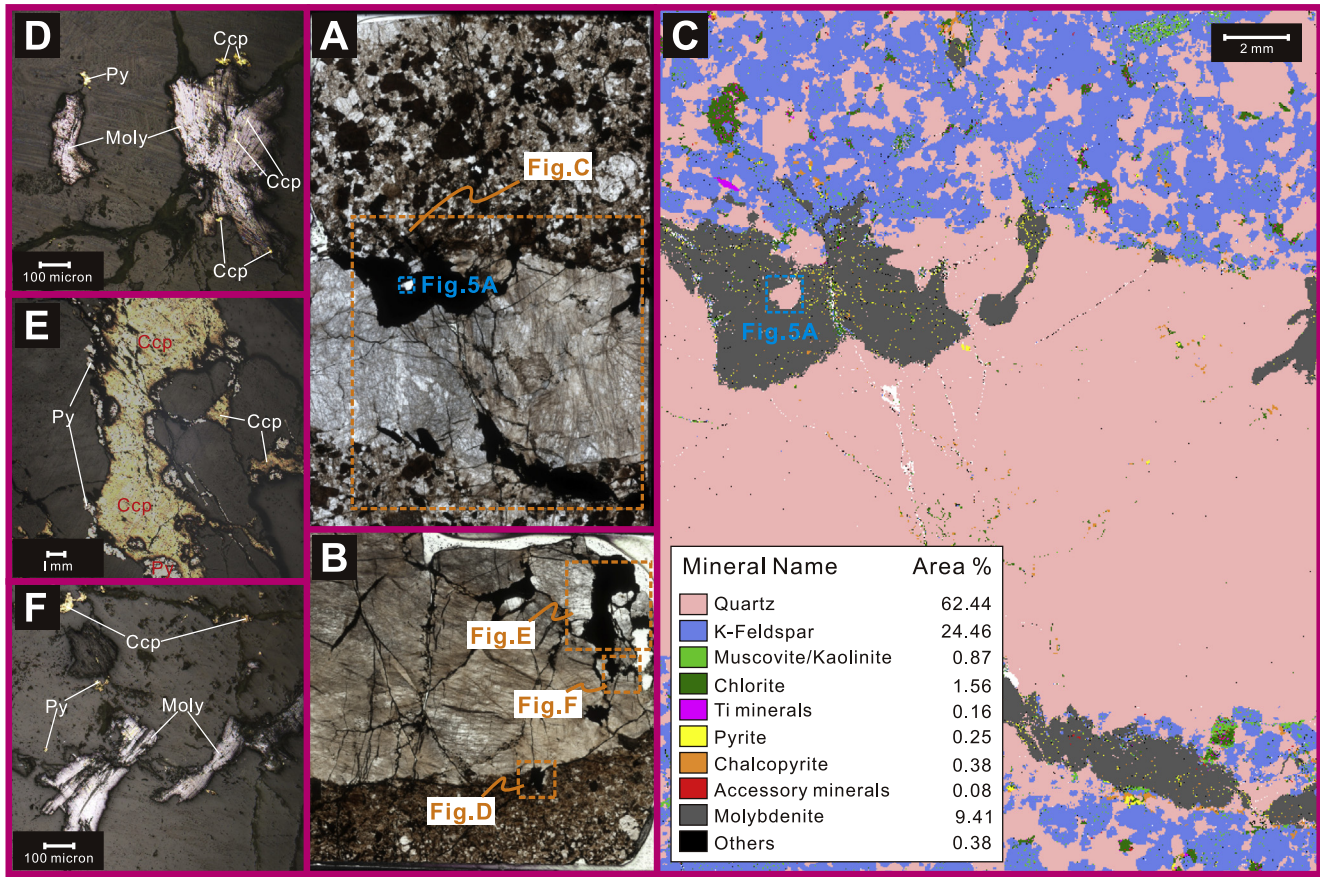 D
Ccp
Py
Moly
Ccp
Ccp
100 micron
E
Ccp
Py
Ccp
Ccp
Py
1mm
F
Ccp
Py
Moly
100 micron
A
Fig.C
Fig.5A
B
Fig.E
Fig.F
Fig.D
C
2 mm
Fig.5A
Mineral Name Area %
Quartz 62.44
K-Feldspar 24.46
Muscovite/Kaolinite 0.87
Chlorite 1.56
Ti minerals 0.16
Pyrite 0.25
Chalcopyrite 0.38
Accessory minerals 0.08
Molybdenite 9.41
Others 0.38